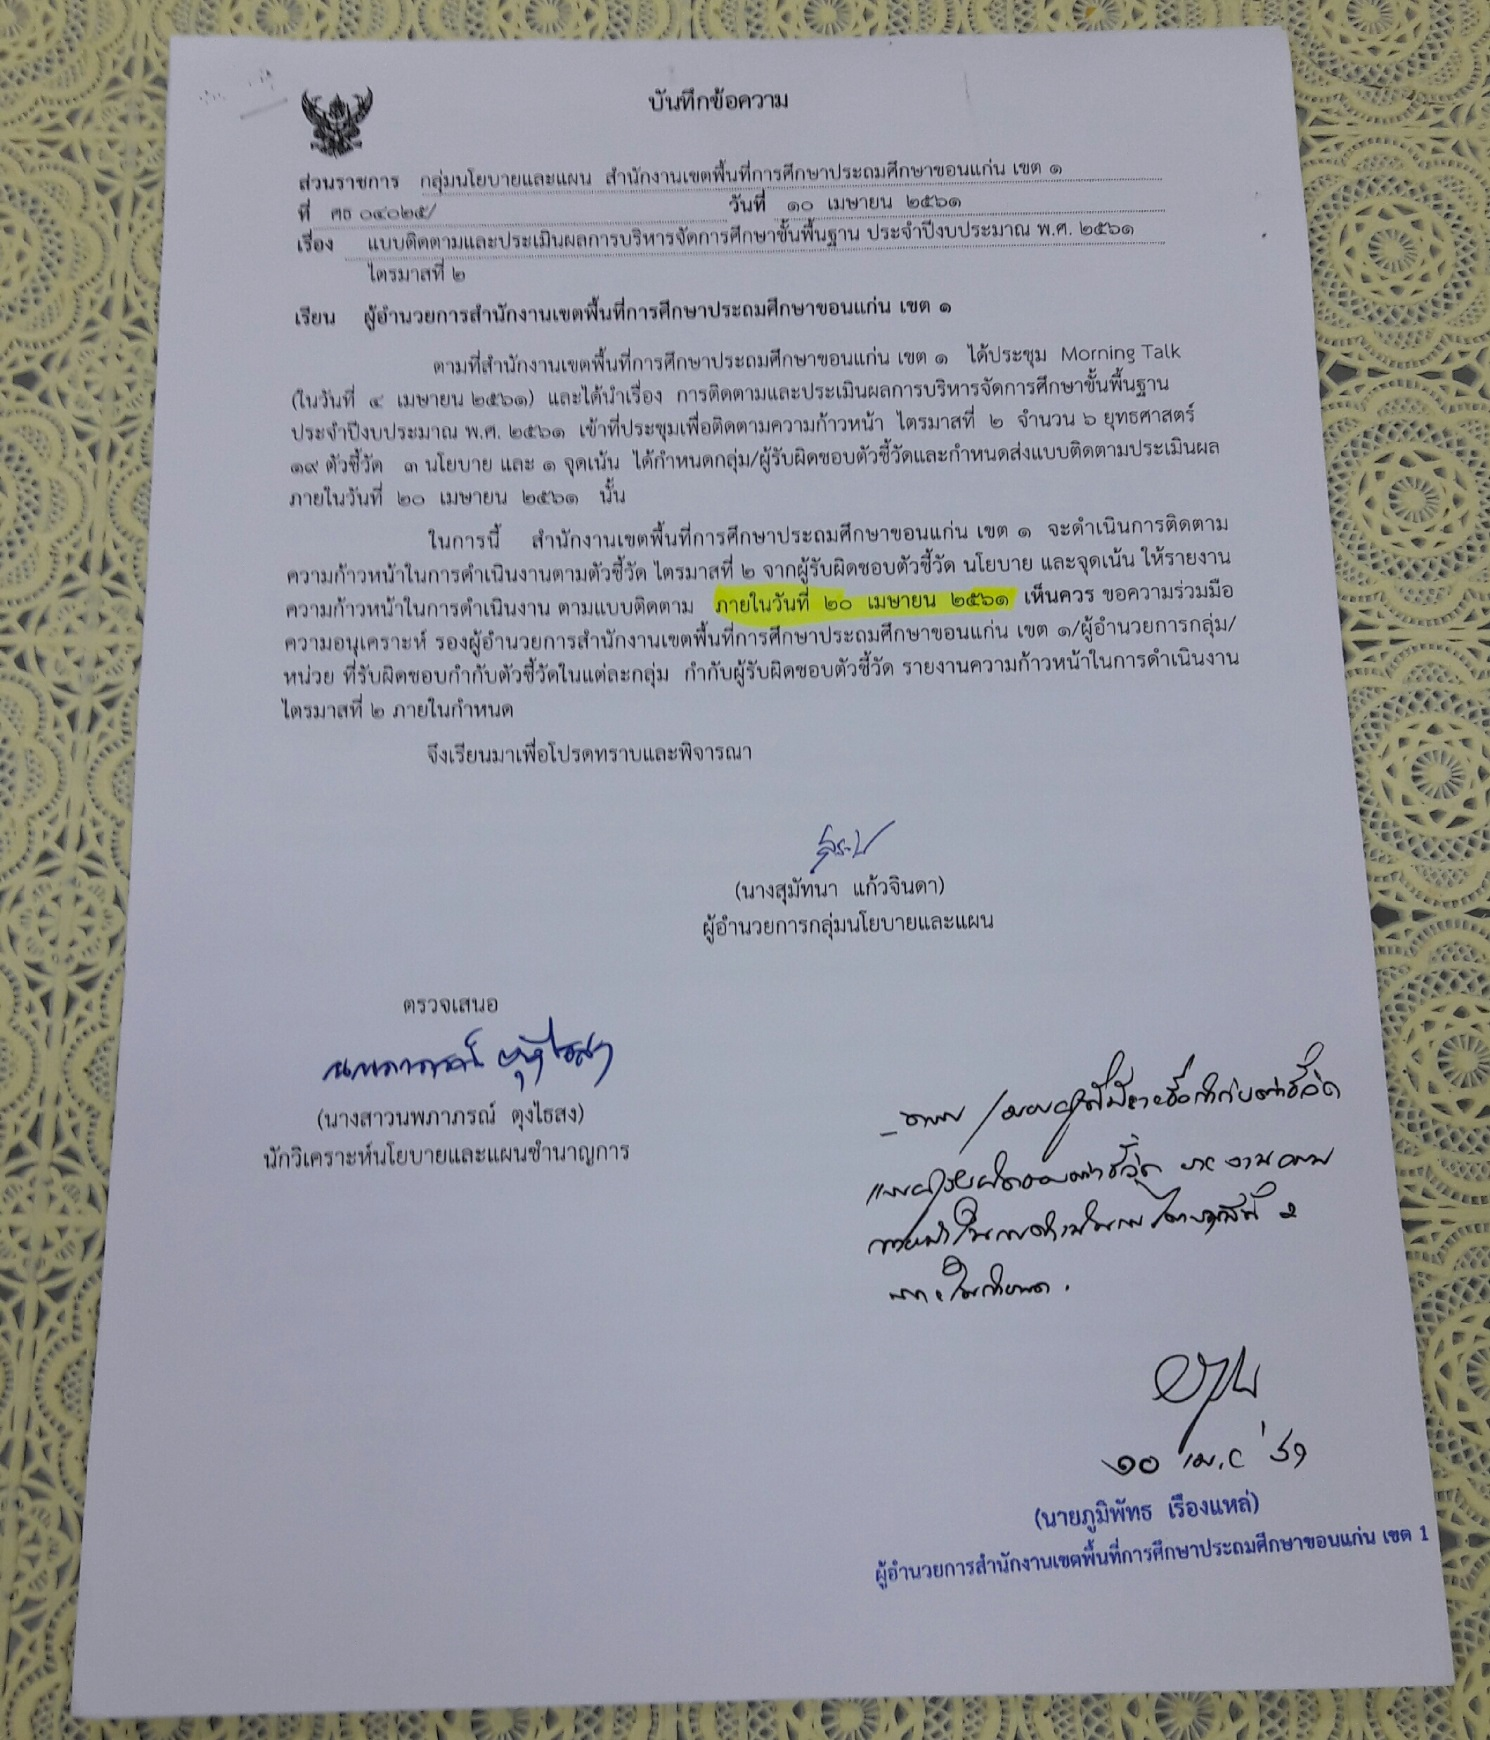 บันทึกข้อความ
ส่วนราชการ กลุ่มนโยบายและแผน สำนักงานเขตพื้นที่การศึกษาประถมศึกษาขอนแก่น เขต ๑
ที่ ศธ ๐๔๐๒๕/ วันที่ ๑๐ เมษายน ๒๕๖๑
เรื่อง แบบติดตามและประเมินผลการบริหารจัดการศึกษาขั้นพื้นฐาน ประจำปีงบประมาณ พ.ศ. ๒๕๖๑
ไตรมาสที่ ๒
เรียน ผู้อำนวยการสำนักงานเขตพื้นที่การศึกษาประถมศึกษาขอนแก่น เขต ๑
ตามที่สำนักงานเขตพื้นที่การศึกษาประถมศึกษาขอนแก่น เขต ๑ ได้ประชุม Morning Talk
(ในวันที่ ๔ เมษายน ๒๕๖๑) และได้นำเรื่อง การติดตามและประเมินผลการบริหารจัดการศึกษาขั้นพื้นฐาน
ประจำปีงบประมาณ พ.ศ. ๒๕๖๑ เข้าที่ประชุมเพื่อติดตามความก้าวหน้า ไตรมาสที่ ๒ จำนวน ๖ ยุทธศาสตร์
๑๙ ตัวชี้วัด ๓ นโยบาย และ ๑ จุดเน้น ได้กำหนดกลุ่ม/ผู้รับผิดชอบตัวชี้วัดและกำหนดส่งแบบติดตามประเมินผล
ภายในวันที่ ๒๐ เมษายน ๒๕๖๑ นั้น
ในการนี้ สำนักงานเขตพื้นที่การศึกษาประถมศึกษาขอนแก่น เขต ๑ จะดำเนินการติดตาม
ความก้าวหน้าในการดำเนินงานตามตัวชี้วัด ไตรมาสที่ ๒ จากผู้รับผิดชอบตัวชี้วัด นโยบาย และจุดเน้น ให้รายงาน
ความก้าวหน้าในการดำเนินงาน ตามแบบติดตาม ภายในวันที่ ๒๐ เมษายน ๒๕๖๑ เห็นควร ขอความร่วมมือ
ความอนุเคราะห์ รองผู้อำนวยการสำนักงานเขตพื้นที่การศึกษาประถมศึกษาขอนแก่น เขต ๑/ผู้อำนวยการกลุ่ม/
หน่วย ที่รับผิดชอบกำกับตัวชี้วัดในแต่ละกลุ่ม กำกับผู้รับผิดชอบตัวชี้วัด รายงานความก้าวหน้าในการดำเนินงาน
ไตรมาสที่ ๒ ภายในกำหนด
จึงเรียนมาเพื่อโปรดทราบและพิจารณา
(นางสุมัทนา แก้วจินดา)
ผู้อำนวยการกลุ่มนโยบายและแผน
ตรวจเสนอ
นพภาภรณ์ ตุงไธสง
(นางสาวนพภาภรณ์ ตุงไธสง)
นักวิเคราะห์นโยบายและแผนชำนาญการ
ไตรมาสที่ ๒
๑๐ เม.ย ๖๑
(นายภูมิพัทธ เรืองแหล่)
ผู้อำนวยการสำนักงานเขตพื้นที่การศึกษาประถมศึกษาขอนแก่น เขต 1